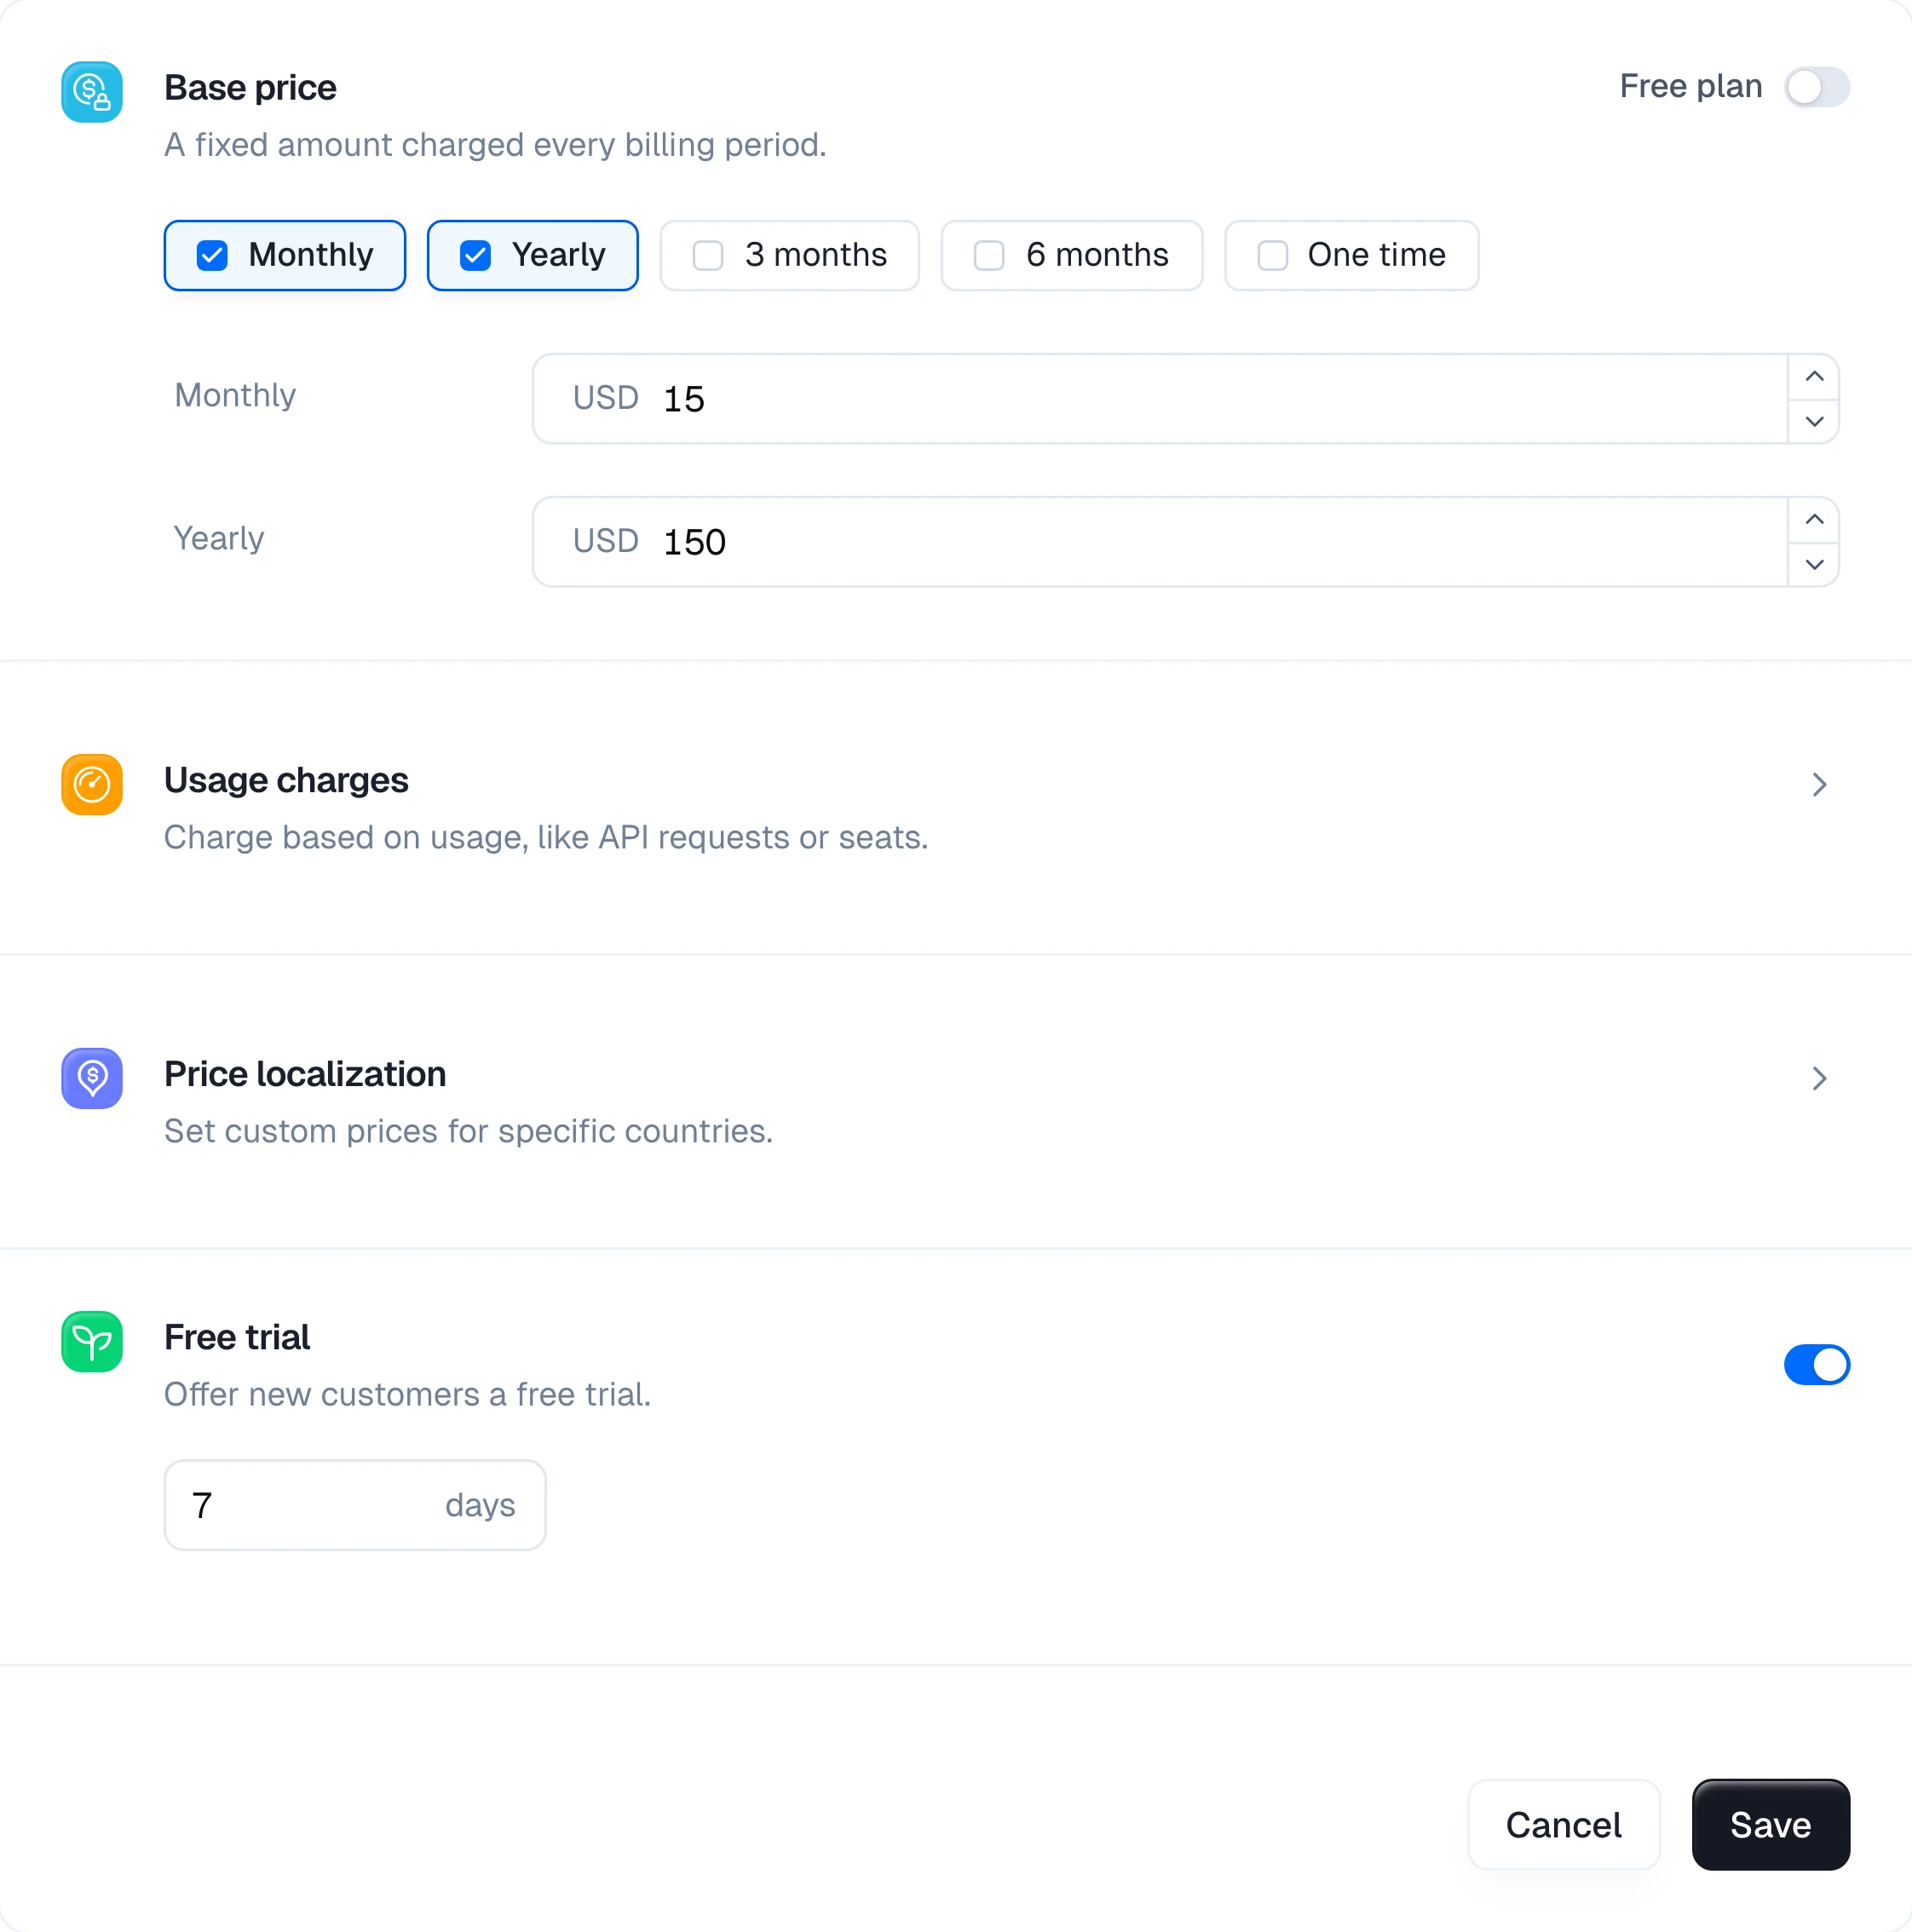 Base price
Free plan
A fixed amount charged every billing period.
Monthly
Yearly
3 months
6 months
One time
Monthly
USD 15
Yearly
USD 150
Usage charges
Charge based on usage, like API requests or seats.
Price localization
Set custom prices for specific countries.
Free trial
Offer new customers a free trial.
7 days
Cancel
Save